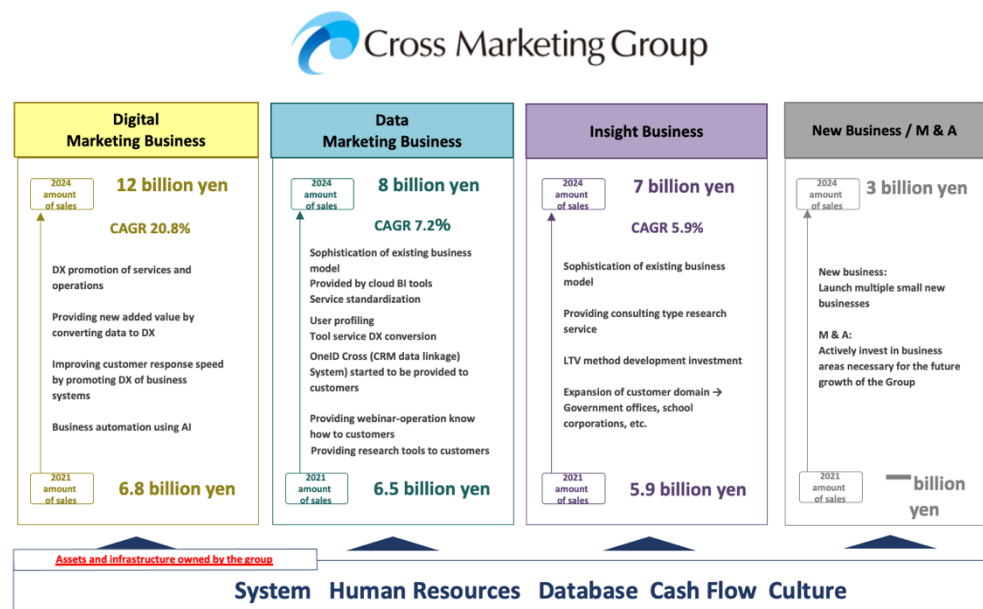 Cross Marketing Group
Digital
Marketing Business
2024
amount
of sales
12 billion yen
CAGR 20.8%
DX promotion of services and
operations
Providing new added value by
converting data to DX
Improving customer response speed
by promoting DX of business
systems
Business automation using AI
2021
amount
of sales
6.8 billion yen
Data
Marketing Business
2024
amount
of sales
8 billion yen
CAGR 7.2%
Sophistication of existing business
model
Provided by cloud BI tools
Service standardization
User profiling
Tool service DX conversion
OneID Cross (CRM data linkage)
System) started to be provided to
customers
Providing webinar-operation know
how to customers
Providing research tools to customers
2021
amount
of sales
6.5 billion yen
Insight Business
2024
amount
of sales
7 billion yen
CAGR 5.9%
Sophistication of existing business
model
Providing consulting type research
service
LTV method development investment
Expansion of customer domain →
Government offices, school
corporations, etc.
2021
amount
of sales
5.9 billion yen
New Business / M & A
2024
amount
of sales
3 billion yen
New business:
Launch multiple small new
businesses
M & A:
Actively invest in business
areas necessary for the future
growth of the Group
2021
amount
of sales
— billion
yen
Assets and infrastructure owned by the group
System Human Resources Database Cash Flow Culture